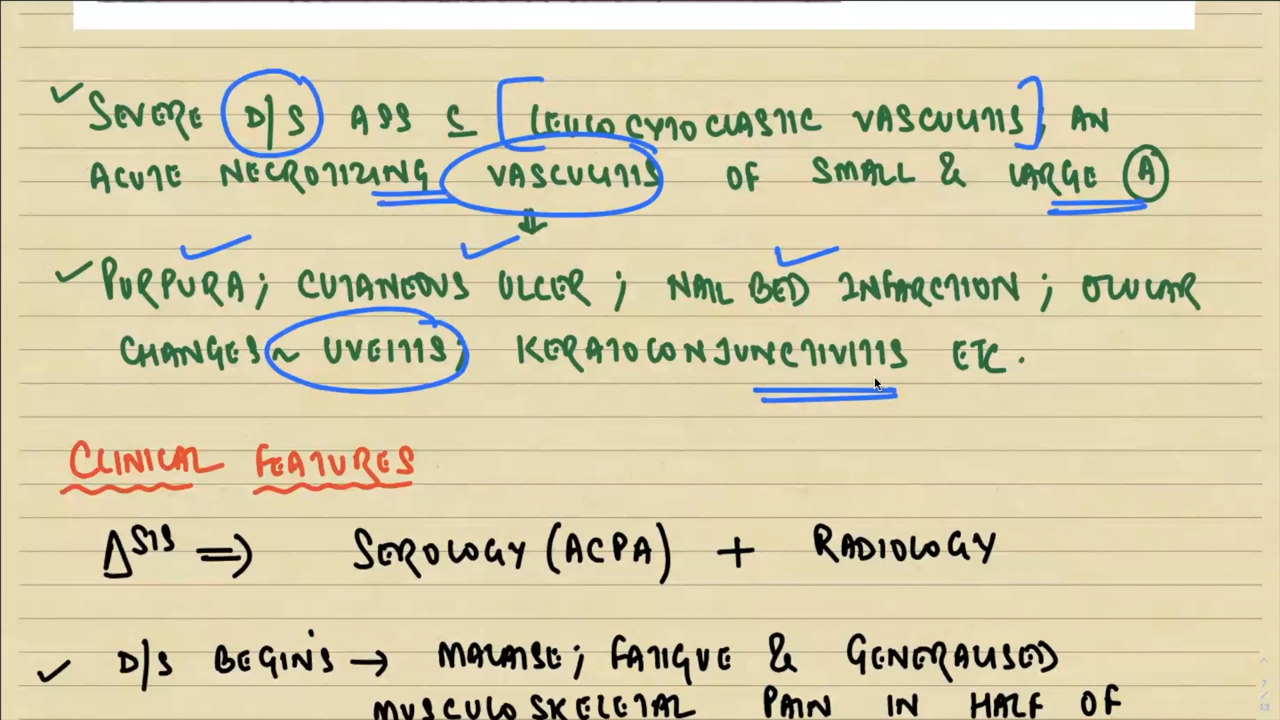 SEVERE D/S ASS C̄ [LEUCOCYTOCLASTIC VASCULITIS], AN
ACUTE NECROTIZING VASCULITIS OF SMALL & LARGE A
PURPURA; CUTANEOUS ULCER; NAIL BED INFARCTION; OCULAR
CHANGES ~ UVEITIS; KERATOCONJUNCTIVITIS ETC.
CLINICAL FEATURES
Δ^SIS ⇒ SEROLOGY (ACPA) + RADIOLOGY
D/S BEGINS → MALAISE; FATIGUE & GENERALISED
MUSCULOSKELETAL PAIN IN HALF OF